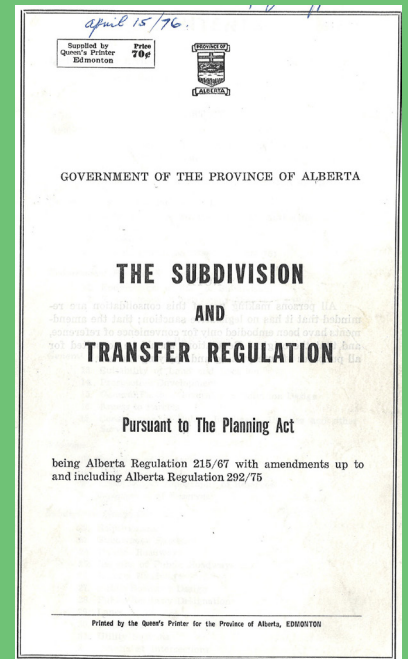 april 15/76.
Supplied by Price
Queen's Printer 70¢
Edmonton
PROVINCE OF
ALBERTA
GOVERNMENT OF THE PROVINCE OF ALBERTA
THE SUBDIVISION
AND
TRANSFER REGULATION
Pursuant to The Planning Act
being Alberta Regulation 215/67 with amendments up to
and including Alberta Regulation 292/75
Printed by the Queen's Printer for the Province of Alberta, EDMONTON